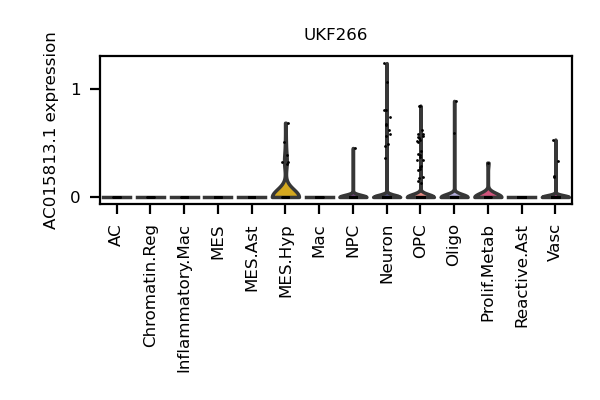 UKF266
AC015813.1 expression
1
0
AC
Chromatin.Reg
Inflammatory.Mac
MES
MES.Ast
MES.Hyp
Mac
NPC
Neuron
OPC
Oligo
Prolif.Metab
Reactive.Ast
Vasc